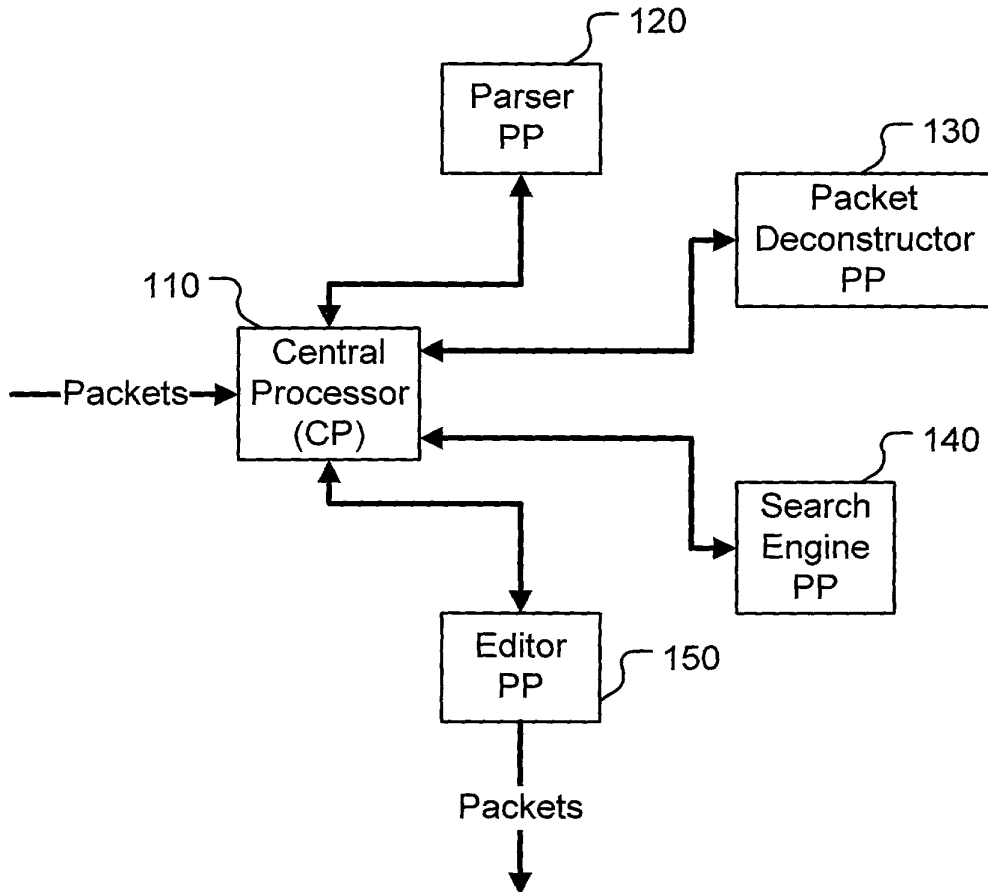 120
Parser
PP
130
Packet
Deconstructor
PP
110
Central
Processor
(CP)
Packets
140
Search
Engine
PP
Editor
PP
150
Packets